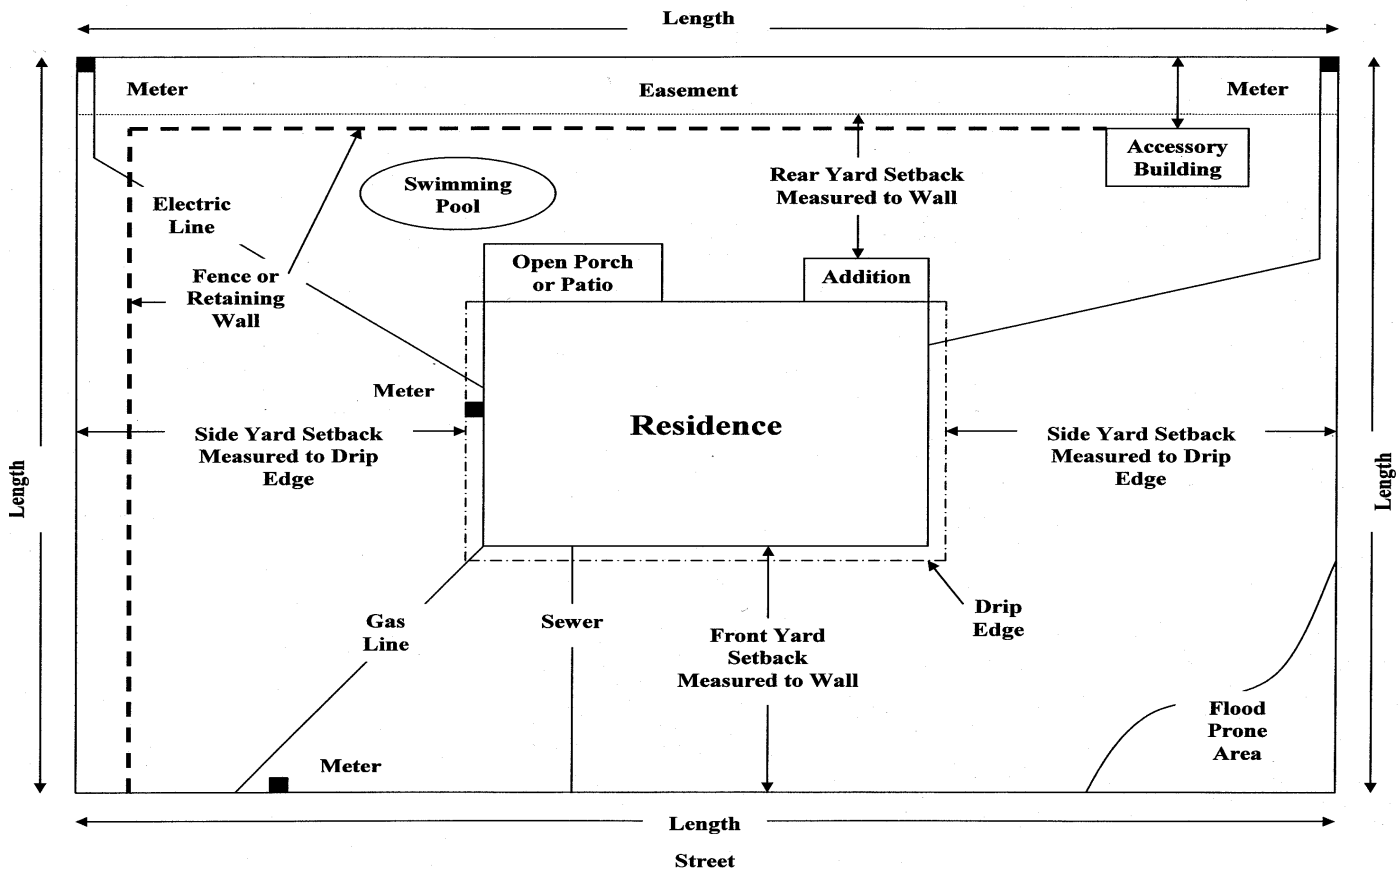 Length
Meter
Easement
Meter
Accessory
Building
Swimming
Pool
Rear Yard Setback
Measured to Wall
Electric
Line
Open Porch
or Patio
Addition
Fence or
Retaining
Wall
Meter
Residence
Side Yard Setback
Measured to Drip
Edge
Side Yard Setback
Measured to Drip
Edge
Length
Length
Gas
Line
Sewer
Front Yard
Setback
Measured to Wall
Drip
Edge
Flood
Prone
Area
Meter
Length
Street